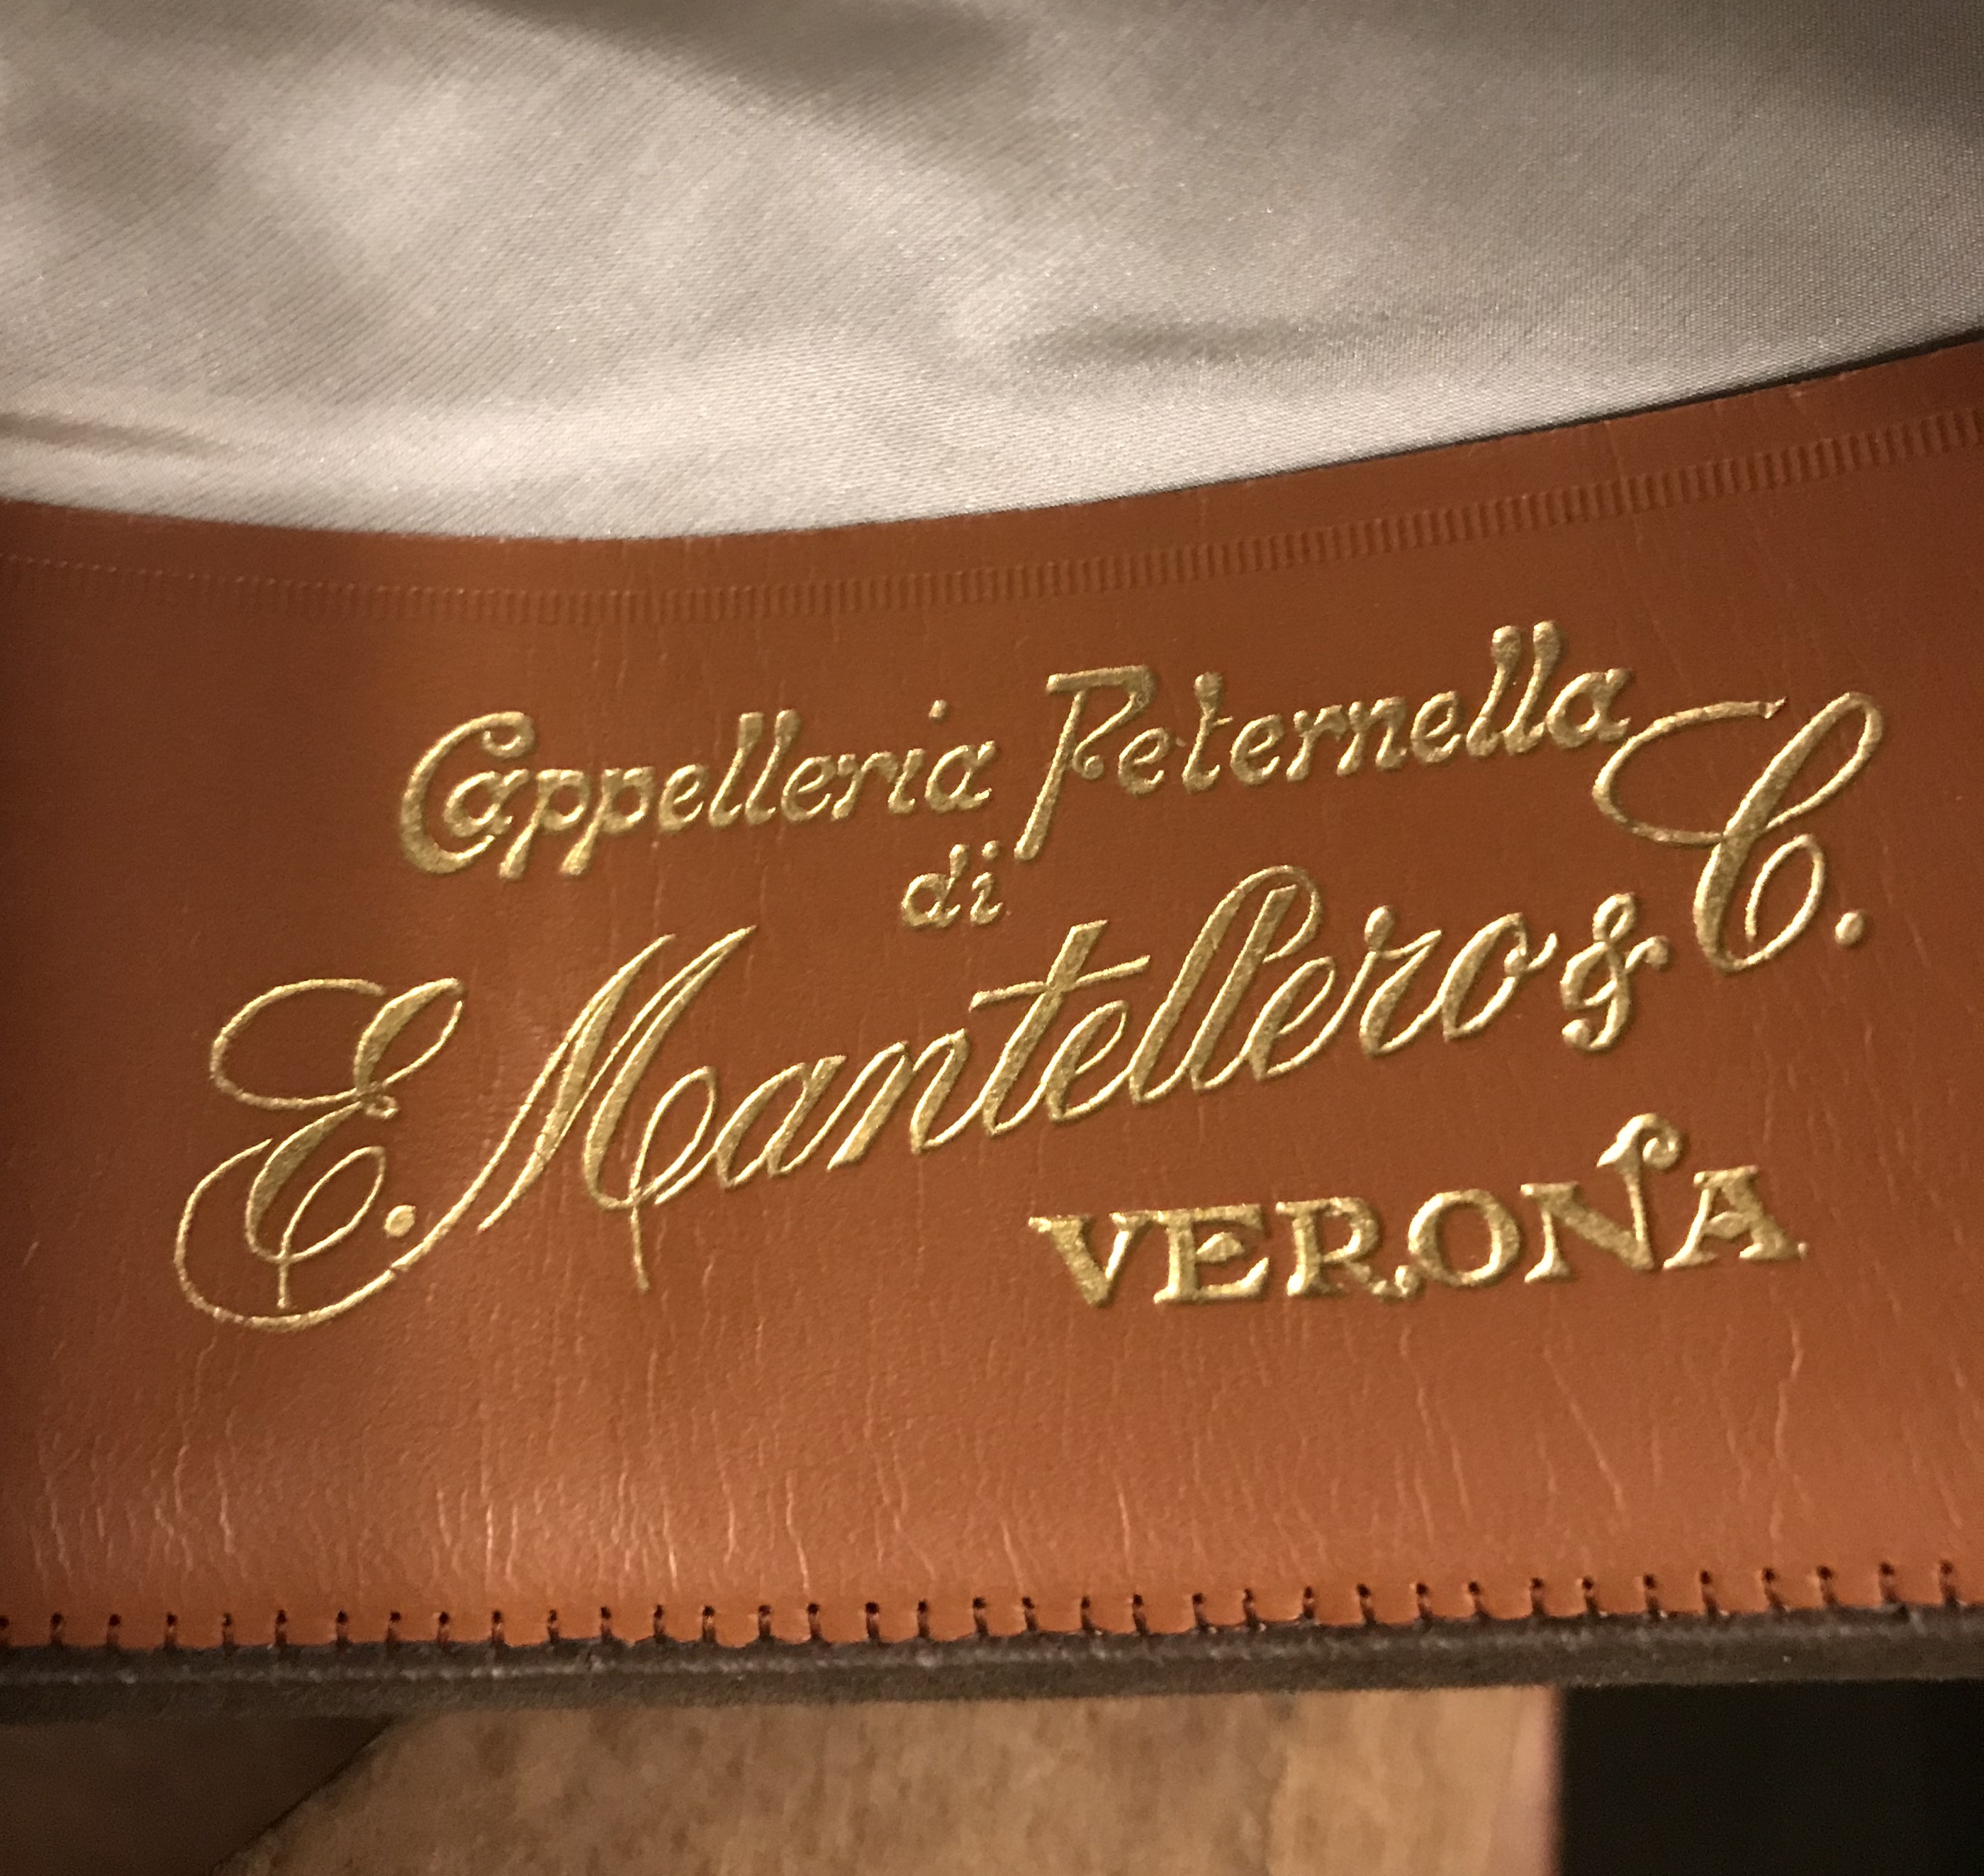 Cappelleria Peternella
di
E. Mantellero & C.
VERONA